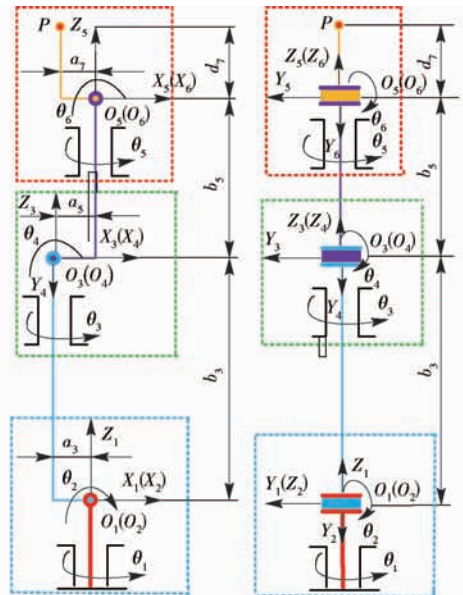 P
Z₅
d₇
a₇
X₅(X₆)
O₅(O₆)
θ₆
θ₅
b₅
Z₃
a₅
θ₄
X₃(X₄)
O₃(O₄)
Y₄
θ₃
b₃
a₃
Z₁
θ₂
X₁(X₂)
O₁(O₂)
θ₁
P
d₇
Z₅(Z₆)
Y₅
O₅(O₆)
θ₆
θ₅
Y₆
b₅
Z₃(Z₄)
Y₃
O₃(O₄)
θ₄
Y₄
θ₃
b₃
Z₁
Y₁(Z₂)
O₁(O₂)
Y₂
θ₂
θ₁